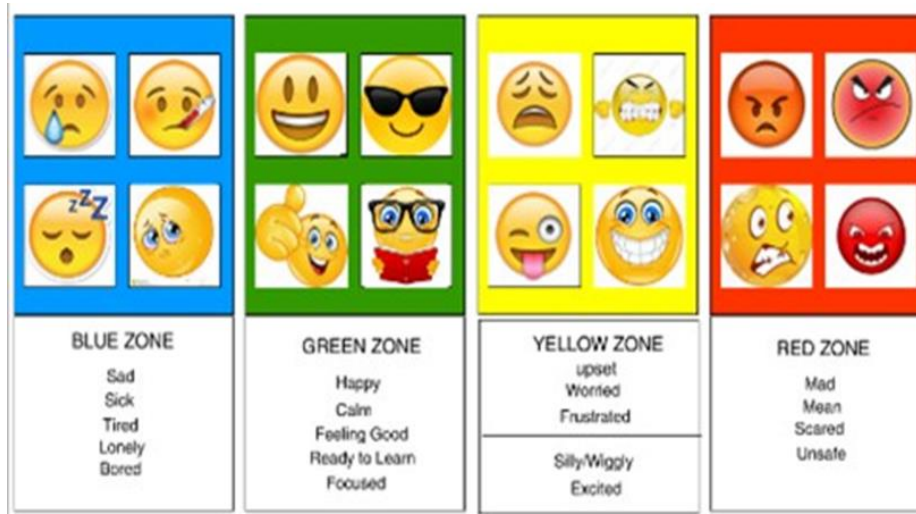 z z Z
BLUE ZONE
Sad
Sick
Tired
Lonely
Bored
GREEN ZONE
Happy
Calm
Feeling Good
Ready to Learn
Focused
YELLOW ZONE
upset
Worried
Frustrated
Silly/Wiggly
Excited
RED ZONE
Mad
Mean
Scared
Unsafe